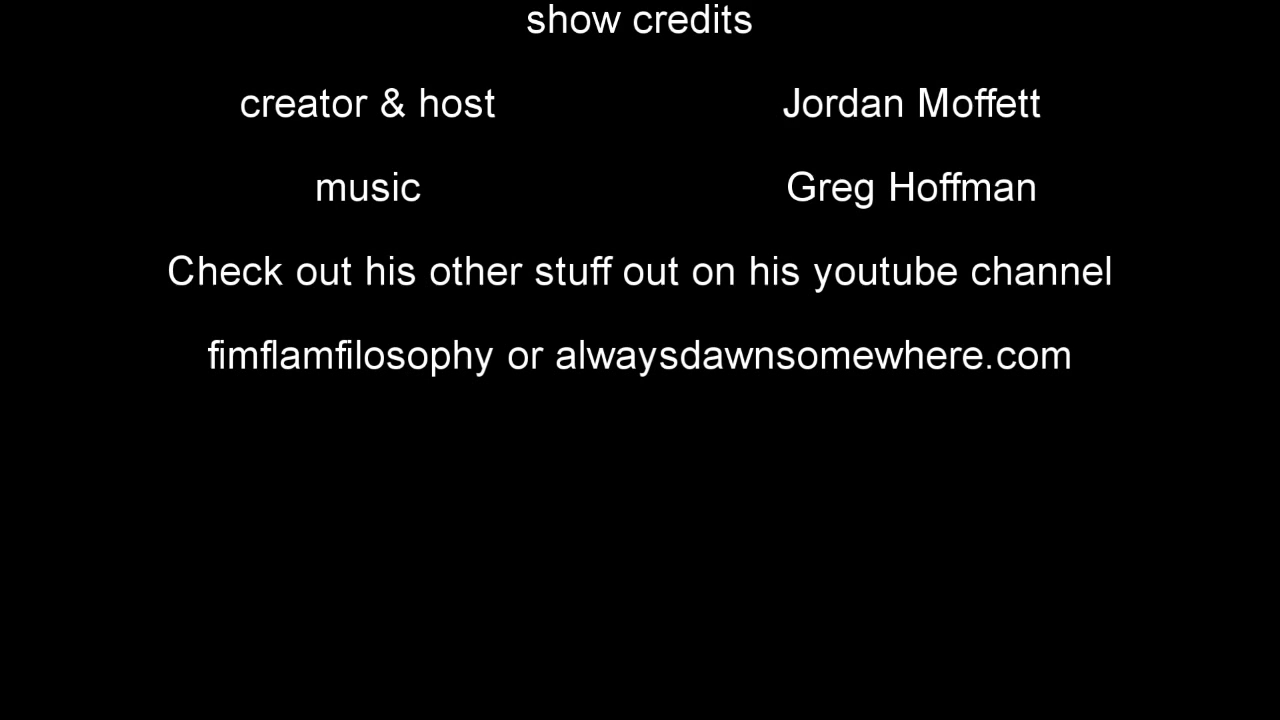 show credits
creator & host Jordan Moffett
music Greg Hoffman
Check out his other stuff out on his youtube channel
fimflamfilosophy or alwaysdawnsomewhere.com